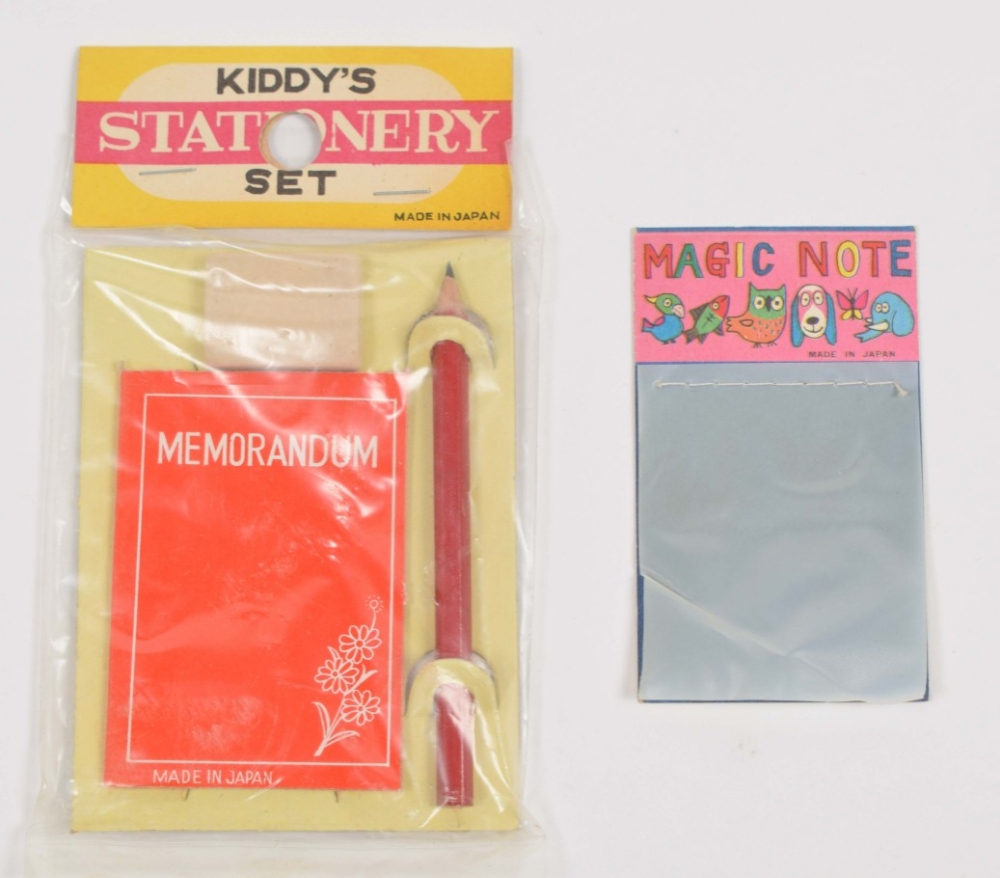 KIDDY'S
STATIONERY
SET
MADE IN JAPAN
MEMORANDUM
MADE IN JAPAN
MAGIC NOTE
MADE IN JAPAN